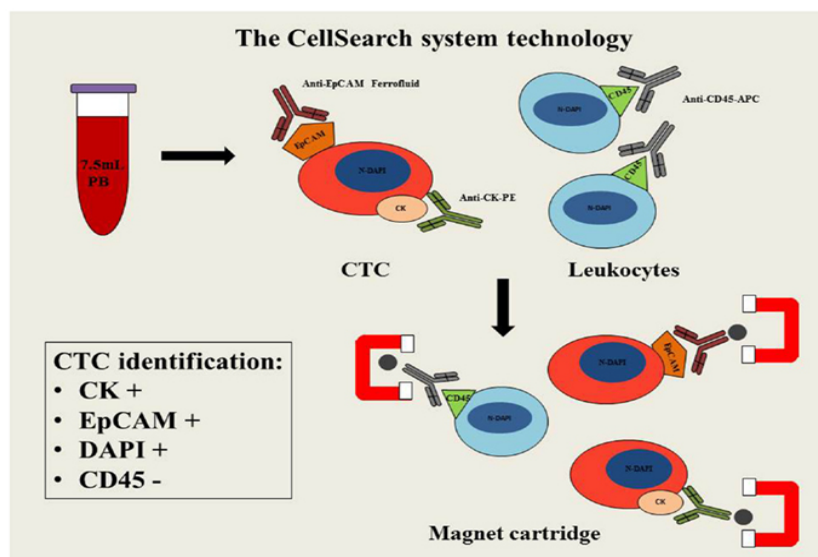 The CellSearch system technology
Anti-EpCAM Ferrofluid
EpCAM
N-DAPI
CK
Anti-CK-PE
CTC
7.5mL
PB
N-DAPI
CD45
Anti-CD45-APC
CD45
N-DAPI
Leukocytes
CTC identification:
• CK +
• EpCAM +
• DAPI +
• CD45 -
CD45
N-DAPI
N-DAPI
EpCAM
N-DAPI
CK
Magnet cartridge